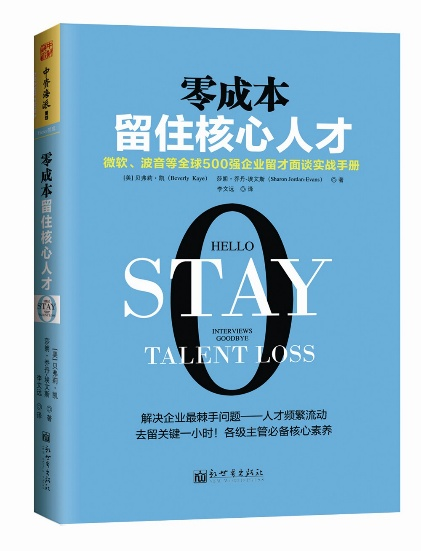 零成本
留住核心人才
微软、波音等全球500强企业留才面谈实战手册
[美] 贝弗莉·凯（Beverly Kaye） 莎朗·乔丹-埃文斯（Sharon Jordan-Evans） ◎ 著
李文远 ◎ 译
0
HELLO
STAY
INTERVIEWS
GOODBYE
TALENT LOSS
解决企业最棘手问题——人才频繁流动
去留关键一小时！各级主管必备核心素养
新世界出版社
中资海派
零成本
留住核心人才
STAY
[美] 贝弗莉·凯
莎朗·乔丹-埃文斯 ◎ 著
李文远 ◎ 译
新世界出版社